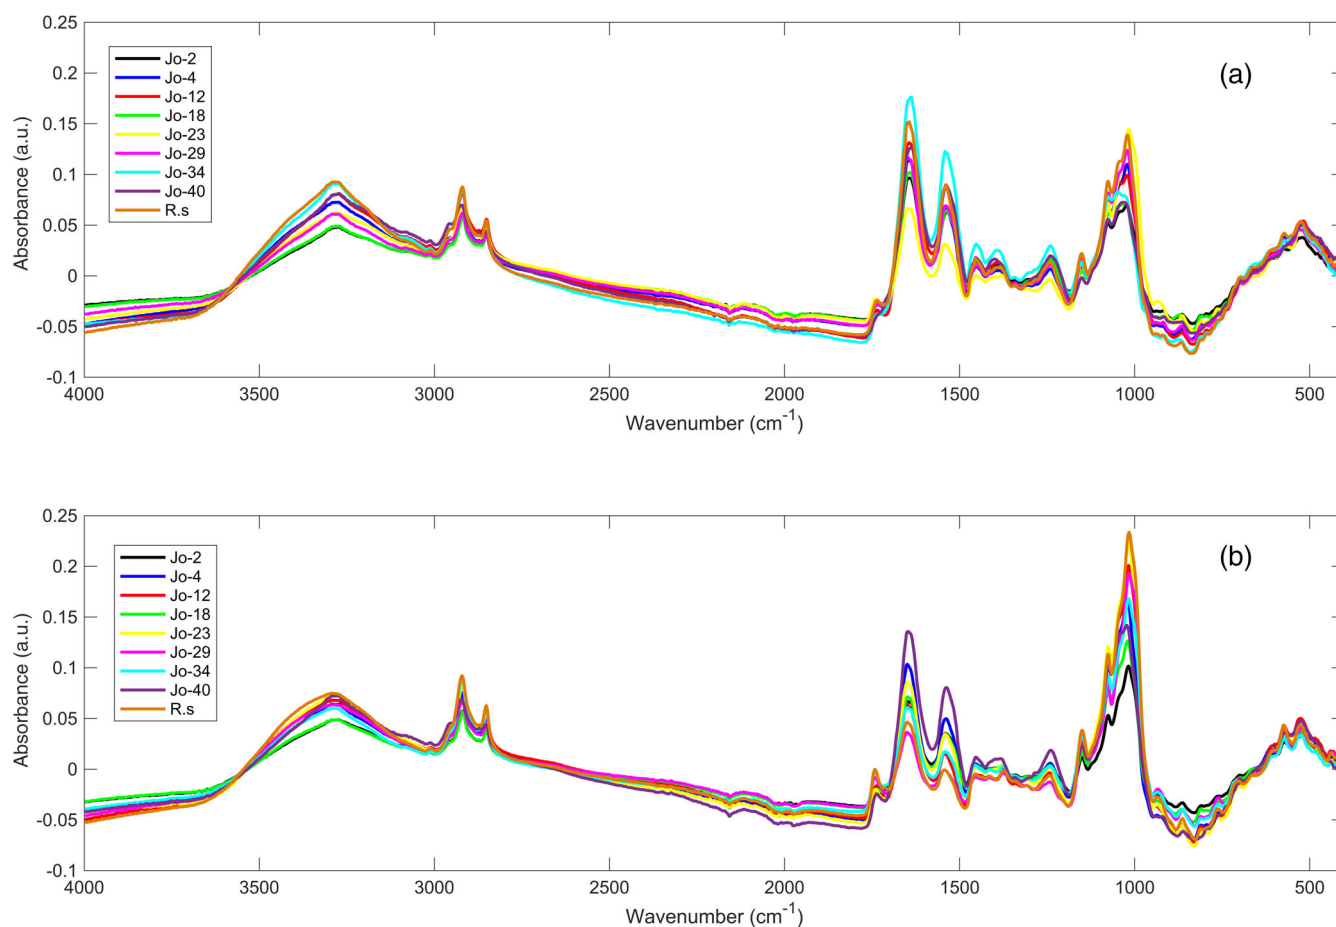 0.25
0.2
0.15
0.1
0.05
0
-0.05
-0.1
Absorbance (a.u.)
Jo-2
Jo-4
Jo-12
Jo-18
Jo-23
Jo-29
Jo-34
Jo-40
R.s
(a)
4000 3500 3000 2500 2000 1500 1000 500
Wavenumber (cm-1)
0.25
0.2
0.15
0.1
0.05
0
-0.05
-0.1
Absorbance (a.u.)
Jo-2
Jo-4
Jo-12
Jo-18
Jo-23
Jo-29
Jo-34
Jo-40
R.s
(b)
4000 3500 3000 2500 2000 1500 1000 500
Wavenumber (cm-1)